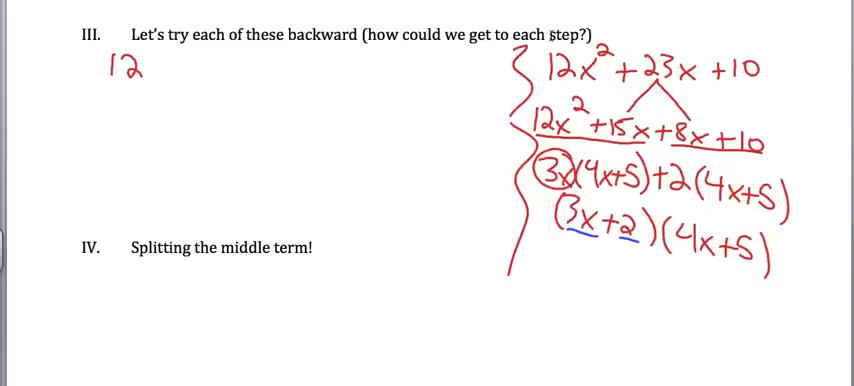 III. Let's try each of these backward (how could we get to each step?)
12
12x² + 23x + 10
12x² + 15x + 8x + 10
3x(4x+5) + 2(4x+5)
(3x+2)(4x+5)
IV. Splitting the middle term!